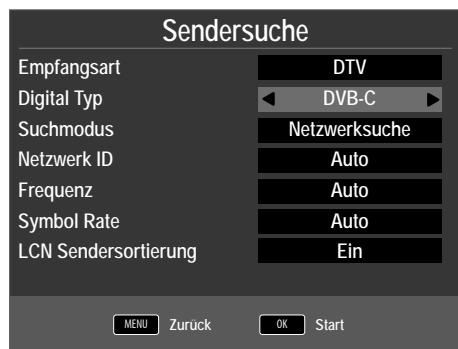 Sendersuche
Empfangsart DTV
Digital Typ DVB-C
Suchmodus Netzwerksuche
Netzwerk ID Auto
Frequenz Auto
Symbol Rate Auto
LCN Sendersortierung Ein
MENU Zurück OK Start